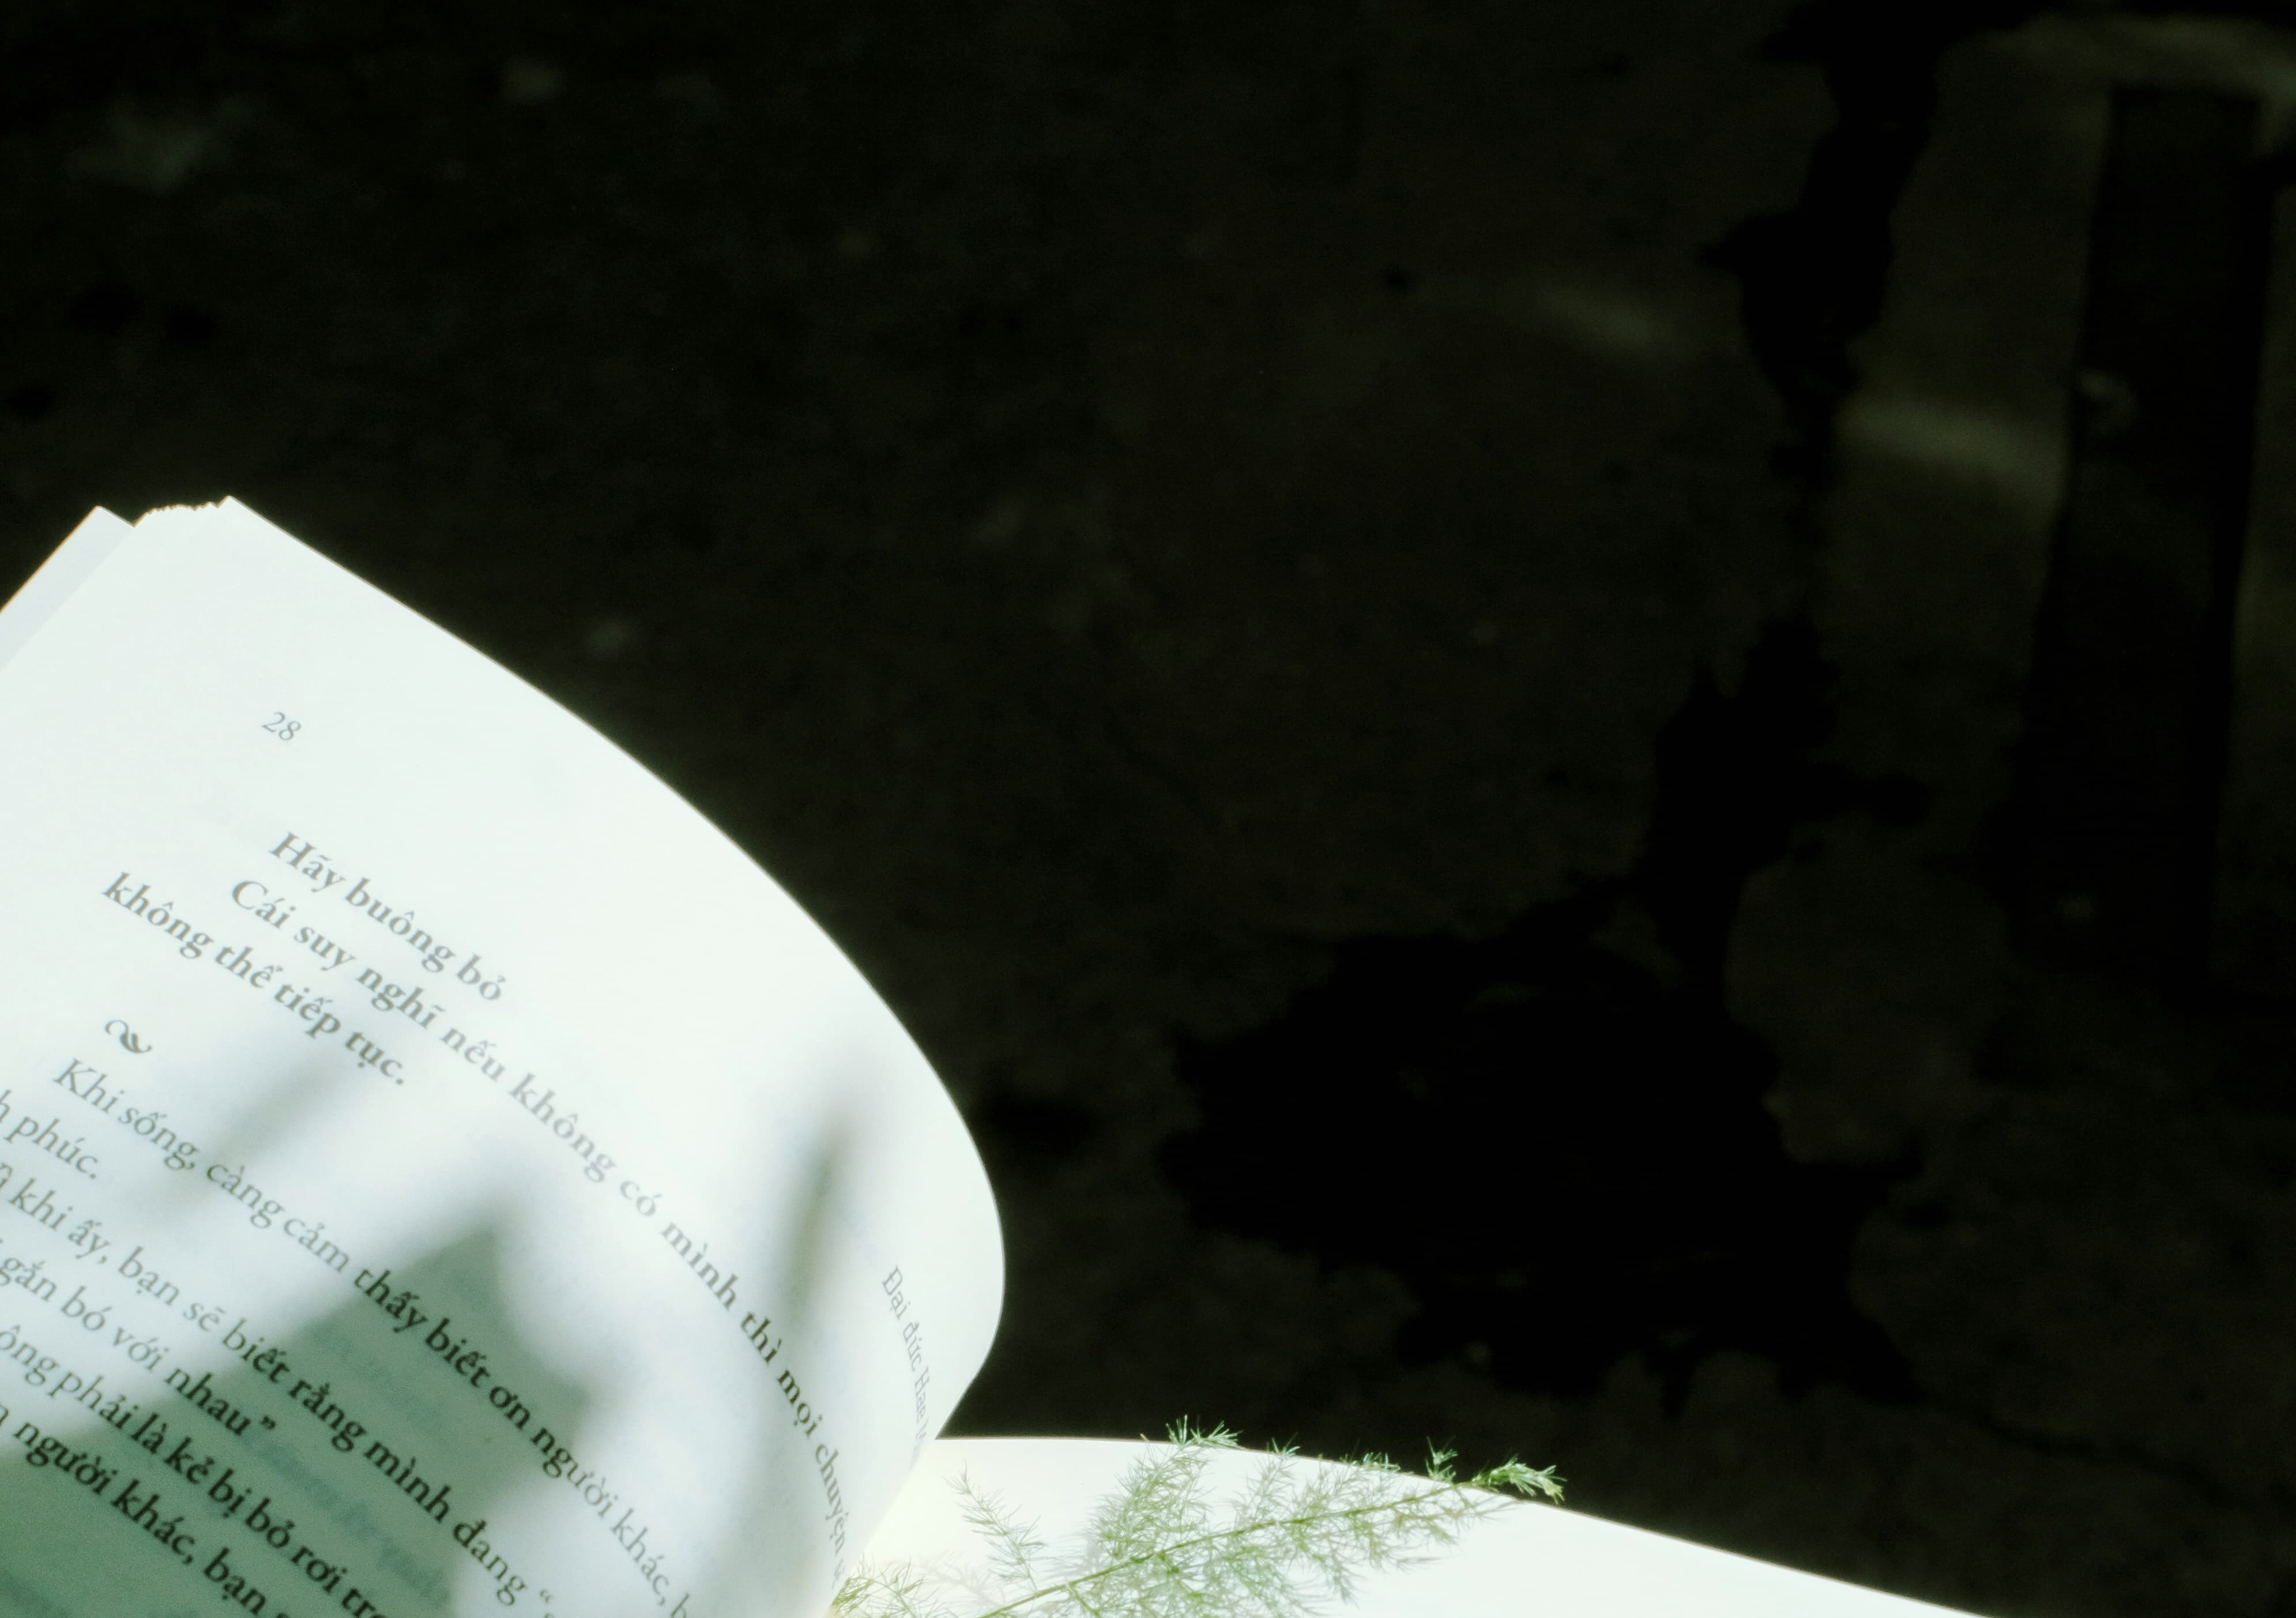 28
Đại đức Hae
Hãy buông bỏ
Cái suy nghĩ nếu không có mình thì mọi chuyện
không thể tiếp tục.
Khi sống, càng cảm thấy biết ơn người khác,
phúc.
khi ấy, bạn sẽ biết rằng mình đang “
gắn bó với nhau”
phải là kẻ bị bỏ rơi
người khác, bạn